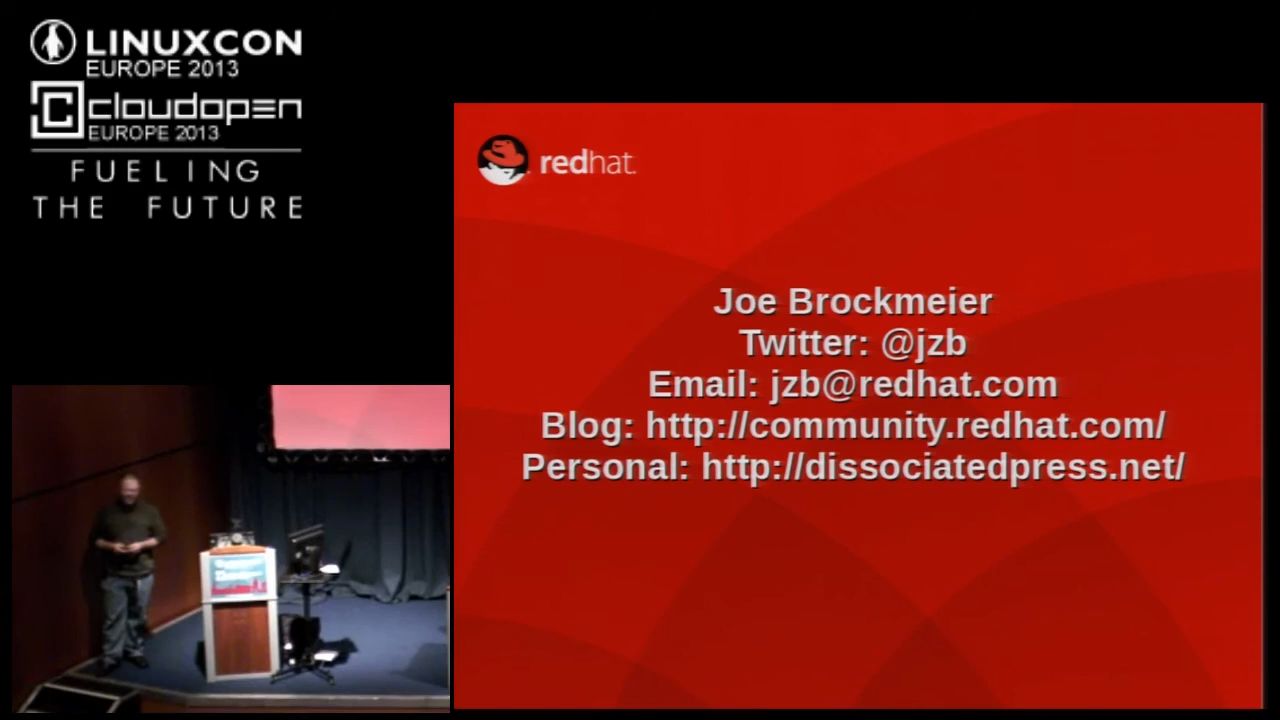 LINUXCON
EUROPE 2013
cloudopen
EUROPE 2013
FUELING
THE FUTURE
redhat.
Joe Brockmeier
Twitter: @jzb
Email: jzb@redhat.com
Blog: http://community.redhat.com/
Personal: http://dissociatedpress.net/